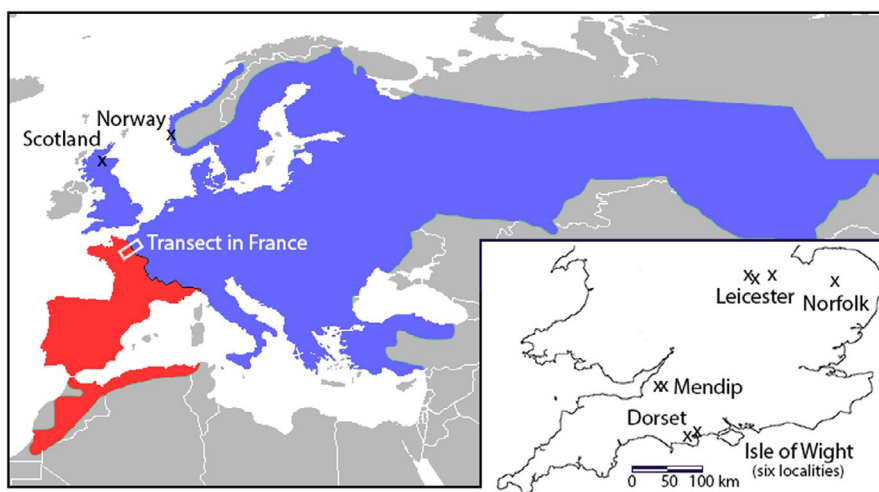 Norway
Scotland
Transect in France
Leicester
Norfolk
Mendip
Dorset
Isle of Wight
(six localities)
0 50 100 km